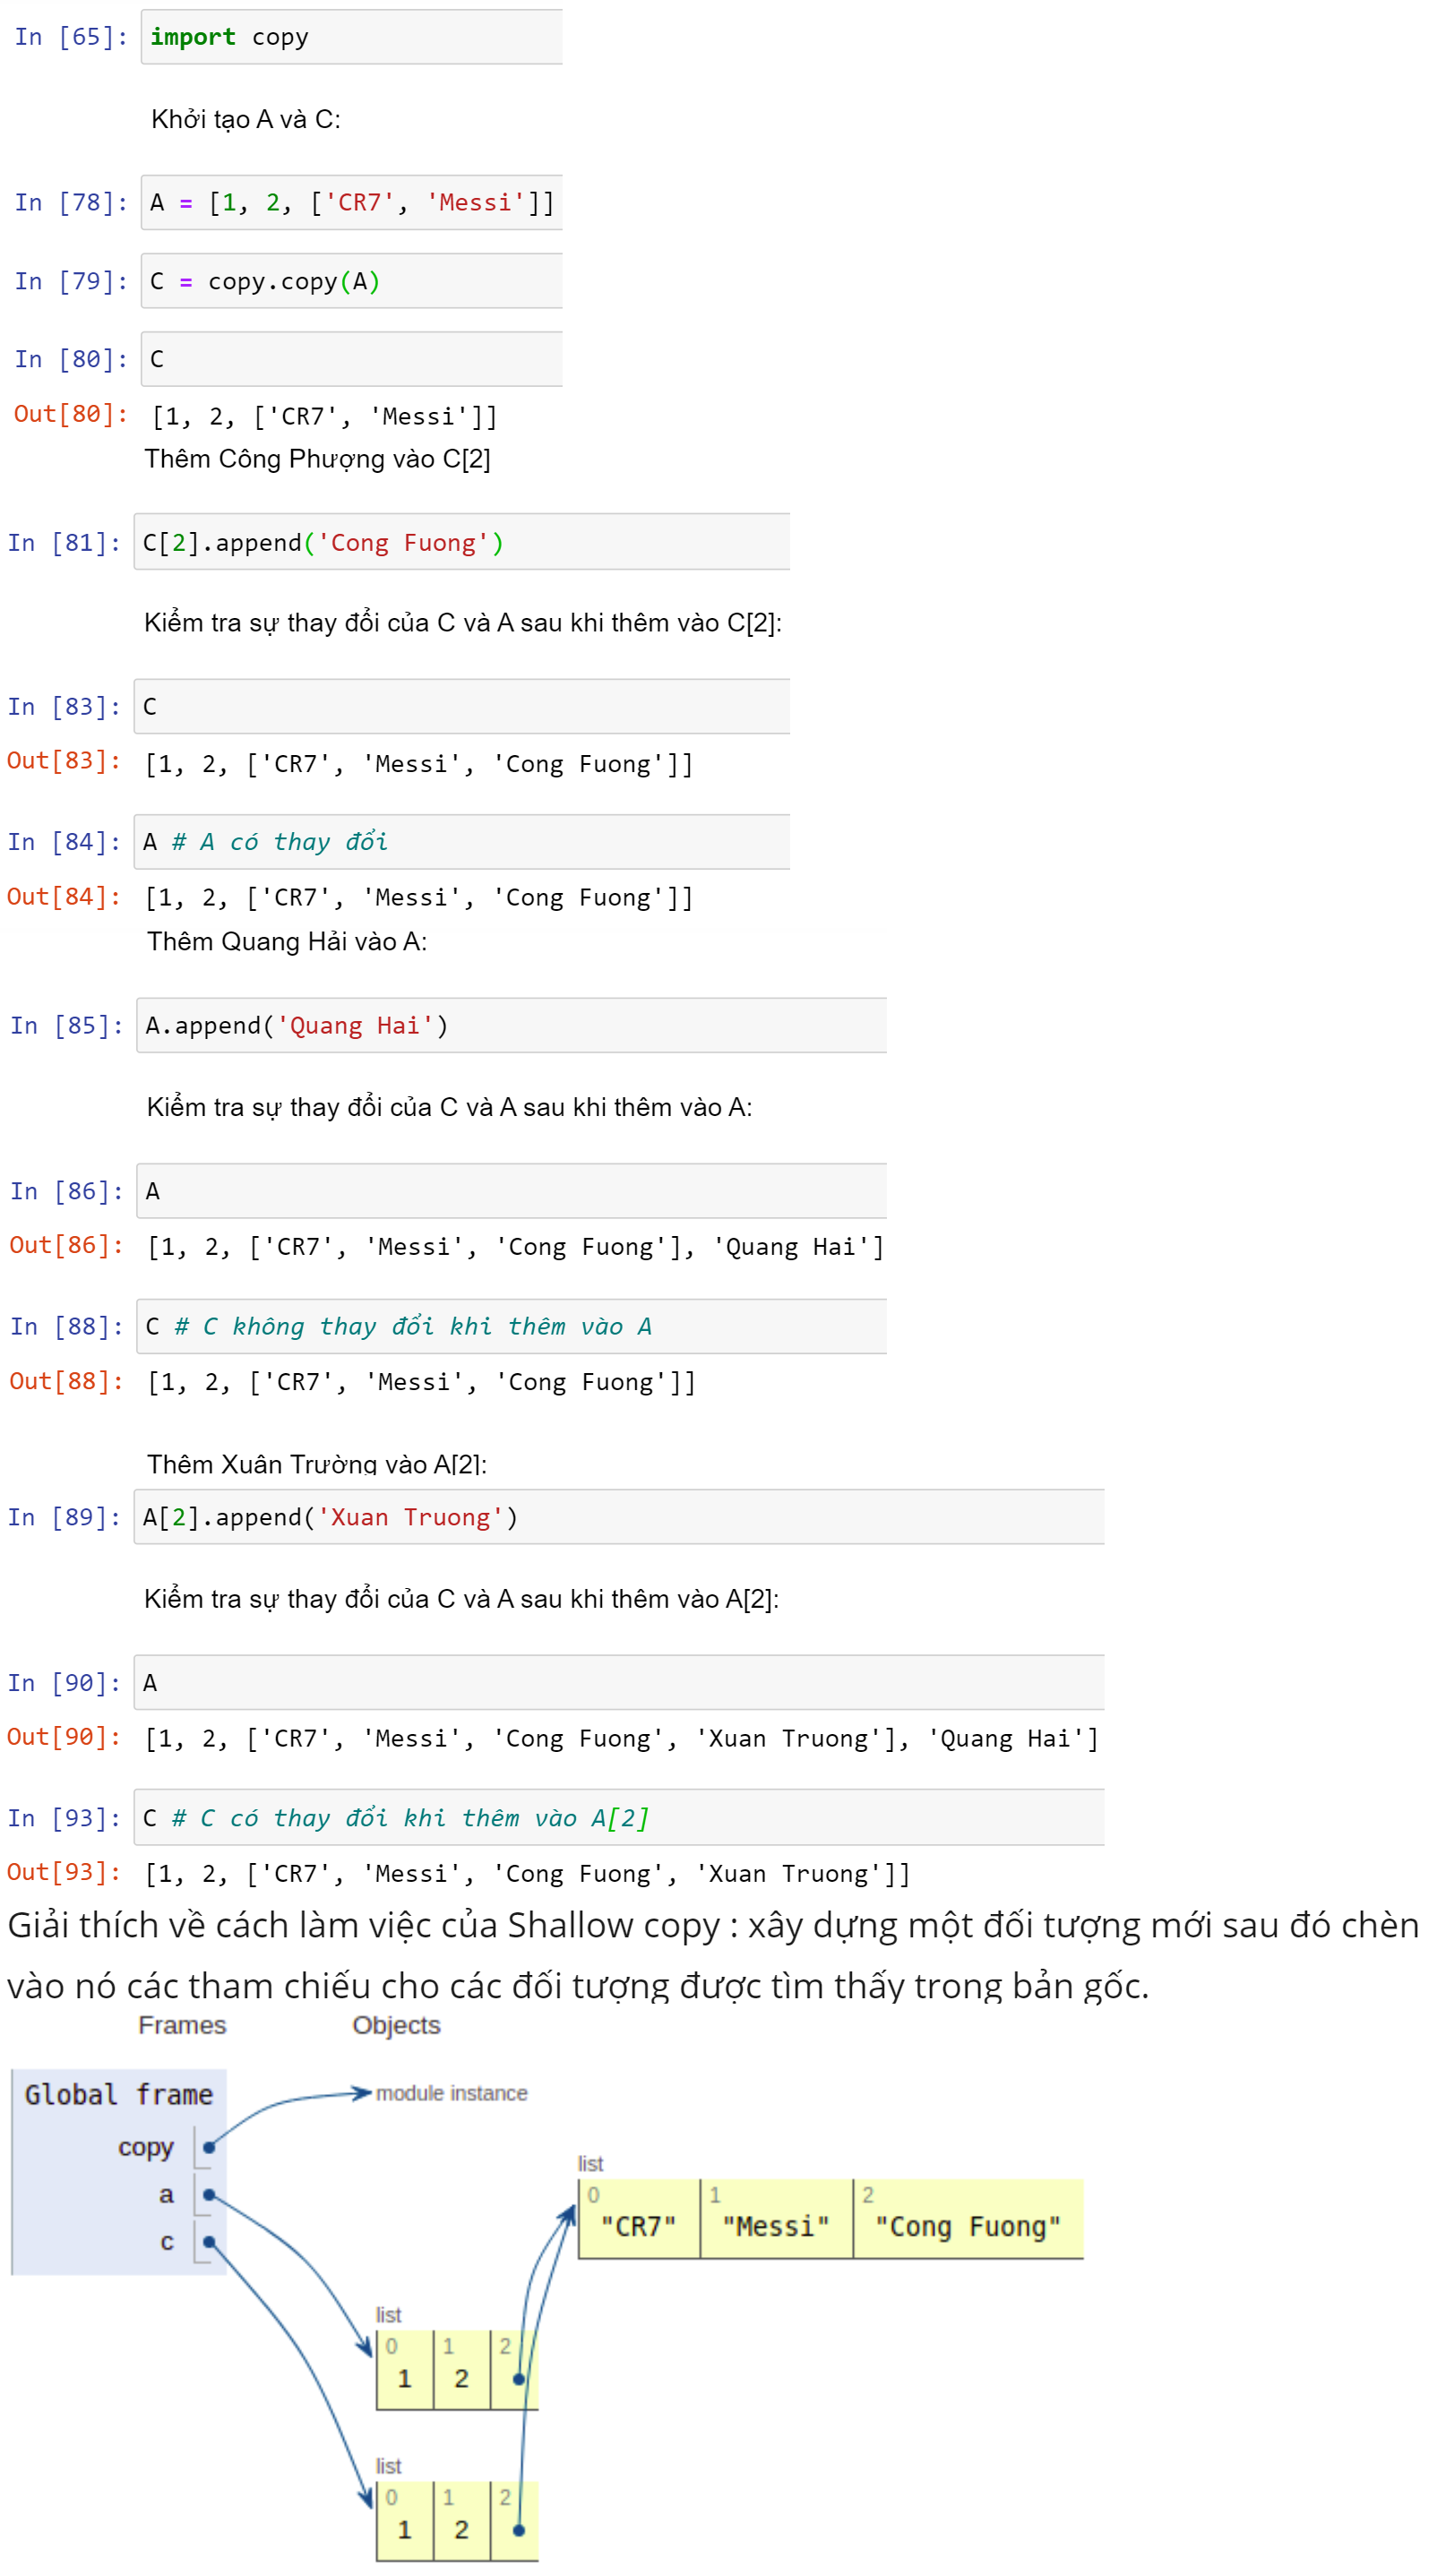 In [65]: import copy
Khởi tạo A và C:
In [78]: A = [1, 2, ['CR7', 'Messi']]
In [79]: C = copy.copy(A)
In [80]: C
Out[80]: [1, 2, ['CR7', 'Messi']]
Thêm Công Phượng vào C[2]
In [81]: C[2].append('Cong Fuong')
Kiểm tra sự thay đổi của C và A sau khi thêm vào C[2]:
In [83]: C
Out[83]: [1, 2, ['CR7', 'Messi', 'Cong Fuong']]
In [84]: A # A có thay đổi
Out[84]: [1, 2, ['CR7', 'Messi', 'Cong Fuong']]
Thêm Quang Hải vào A:
In [85]: A.append('Quang Hai')
Kiểm tra sự thay đổi của C và A sau khi thêm vào A:
In [86]: A
Out[86]: [1, 2, ['CR7', 'Messi', 'Cong Fuong'], 'Quang Hai']
In [88]: C # C không thay đổi khi thêm vào A
Out[88]: [1, 2, ['CR7', 'Messi', 'Cong Fuong']]
Thêm Xuân Trường vào A[2]:
In [89]: A[2].append('Xuan Truong')
Kiểm tra sự thay đổi của C và A sau khi thêm vào A[2]:
In [90]: A
Out[90]: [1, 2, ['CR7', 'Messi', 'Cong Fuong', 'Xuan Truong'], 'Quang Hai']
In [93]: C # C có thay đổi khi thêm vào A[2]
Out[93]: [1, 2, ['CR7', 'Messi', 'Cong Fuong', 'Xuan Truong']]
Giải thích về cách làm việc của Shallow copy : xây dựng một đối tượng mới sau đó chèn
vào nó các tham chiếu cho các đối tượng được tìm thấy trong bản gốc.
Frames Objects
Global frame
module instance
copy
a
c
list
0 1 2
"CR7" "Messi" "Cong Fuong"
list
0 1 2
1 2
list
0 1 2
1 2